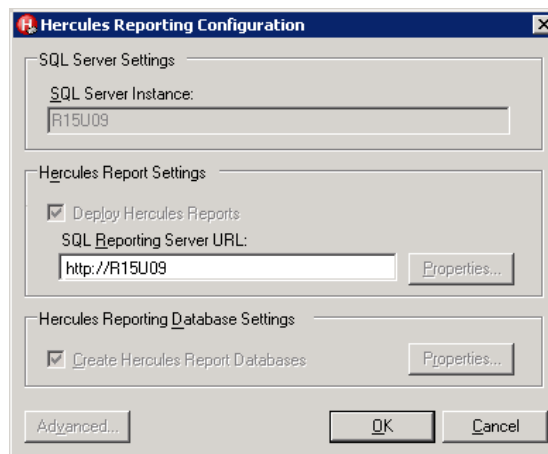 Hercules Reporting Configuration
SQL Server Settings
SQL Server Instance:
R15U09
Hercules Report Settings
Deploy Hercules Reports
SQL Reporting Server URL:
http://R15U09
Properties...
Hercules Reporting Database Settings
Create Hercules Report Databases
Properties...
Advanced...
OK
Cancel